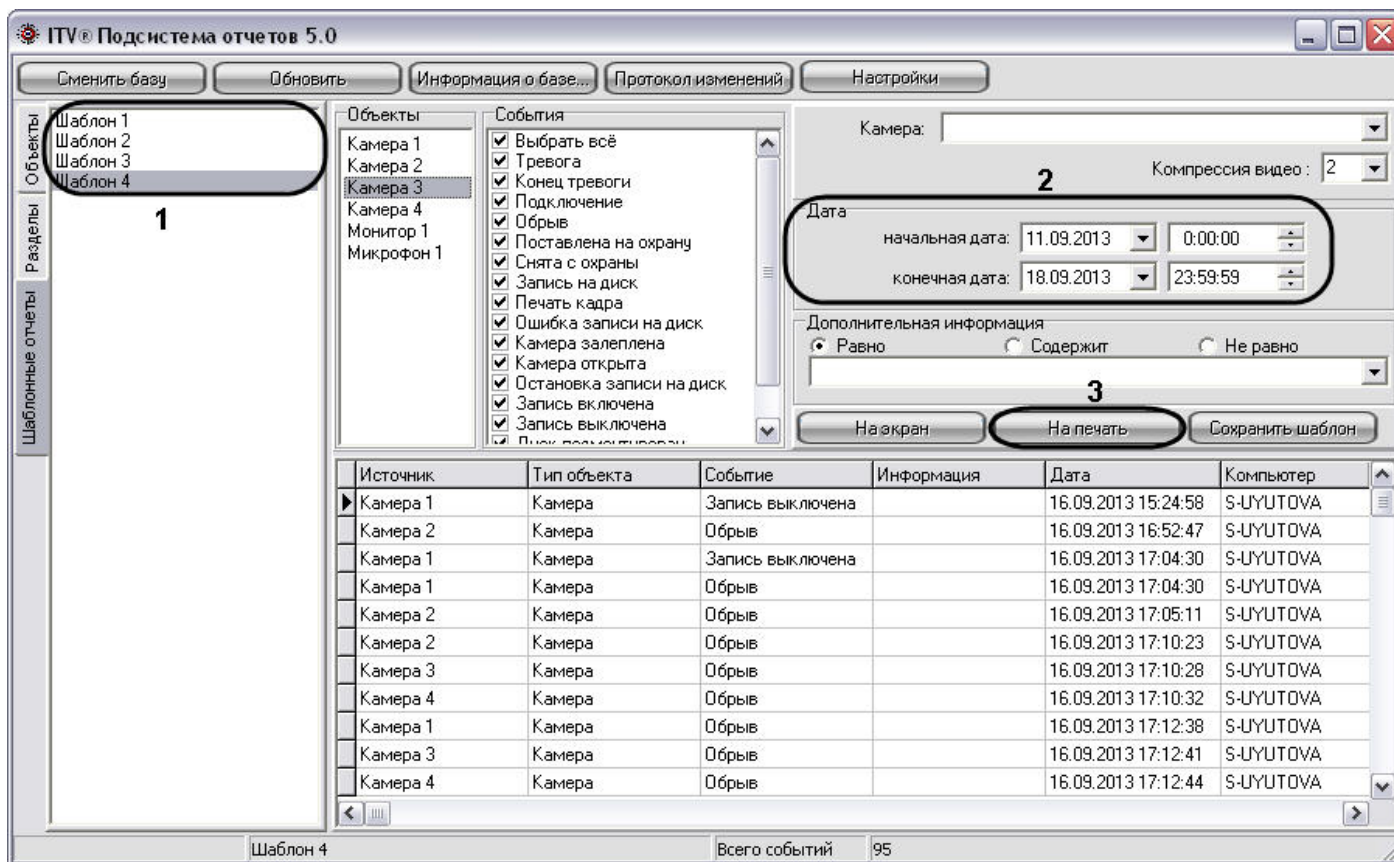 ITV® Подсистема отчетов 5.0
Сменить базу Обновить Информация о базе... Протокол изменений Настройки
Объекты
Разделы
Шаблонные отчеты
Шаблон 1
Шаблон 2
Шаблон 3
Шаблон 4
1
Объекты
Камера 1
Камера 2
Камера 3
Камера 4
Монитор 1
Микрофон 1
События
Выбрать всё
Тревога
Конец тревоги
Подключение
Обрыв
Поставлена на охрану
Снята с охраны
Запись на диск
Печать кадра
Ошибка записи на диск
Камера залеплена
Камера открыта
Остановка записи на диск
Запись включена
Запись выключена
Камера:
Компрессия видео : 2
2
Дата
начальная дата: 11.09.2013 0:00:00
конечная дата: 18.09.2013 23:59:59
Дополнительная информация
Равно Содержит Не равно
3
На экран На печать Сохранить шаблон
Источник Тип объекта Событие Информация Дата Компьютер
Камера 1 Камера Запись выключена 16.09.2013 15:24:58 S-UYUTOVA
Камера 2 Камера Обрыв 16.09.2013 16:52:47 S-UYUTOVA
Камера 1 Камера Запись выключена 16.09.2013 17:04:30 S-UYUTOVA
Камера 1 Камера Обрыв 16.09.2013 17:04:30 S-UYUTOVA
Камера 2 Камера Обрыв 16.09.2013 17:05:11 S-UYUTOVA
Камера 2 Камера Обрыв 16.09.2013 17:10:23 S-UYUTOVA
Камера 3 Камера Обрыв 16.09.2013 17:10:28 S-UYUTOVA
Камера 4 Камера Обрыв 16.09.2013 17:10:32 S-UYUTOVA
Камера 1 Камера Обрыв 16.09.2013 17:12:38 S-UYUTOVA
Камера 3 Камера Обрыв 16.09.2013 17:12:41 S-UYUTOVA
Камера 4 Камера Обрыв 16.09.2013 17:12:44 S-UYUTOVA
Шаблон 4 Всего событий 95